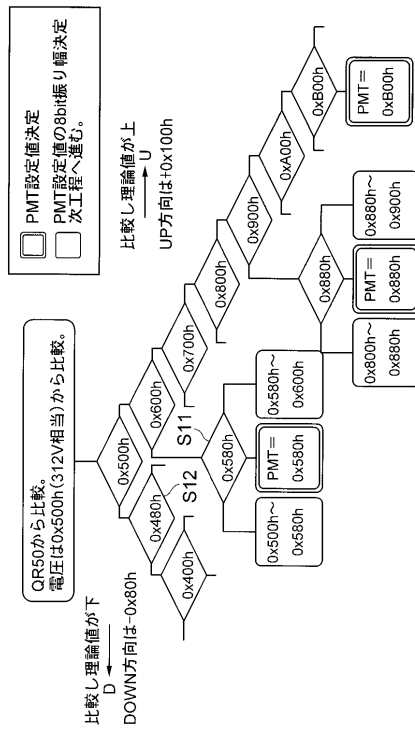 PMT設定値決定
PMT設定値の8bit振り幅決定
次工程へ進む。
QR50から比較。
電圧は0x500h(312V相当)から比較。
比較し理論値が下
D
DOWN方向は-0x80h
比較し理論値が上
U
UP方向は+0x100h
0x500h
0x480h
0x400h
S12
0x600h
0x700h
0x800h
0x900h
0xA00h
0xB00h
PMT=
0xB00h
S11
0x580h
0x500h～
0x580h
PMT=
0x580h
0x580h～
0x600h
0x880h
0x800h～
0x880h
PMT=
0x880h
0x880h～
0x900h